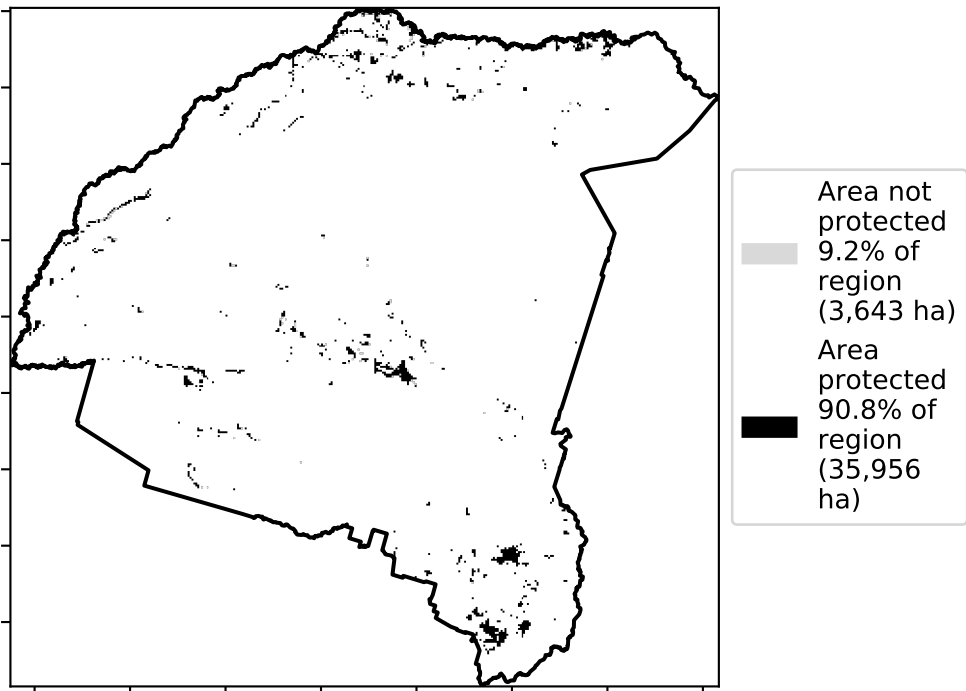 Area not
protected
9.2% of
region
(3,643 ha)
Area
protected
90.8% of
region
(35,956
ha)